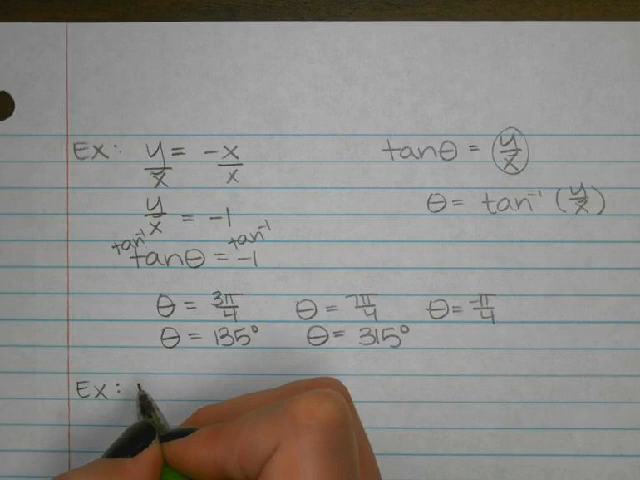 Ex: y/x = -x/x
tanθ = y/x
θ = tan⁻¹ (y/x)
y/x = -1
tan⁻¹ tan⁻¹
tanθ = -1
θ = 3π/4 θ = 7π/4 θ = -π/4
θ = 135° θ = 315°
Ex: